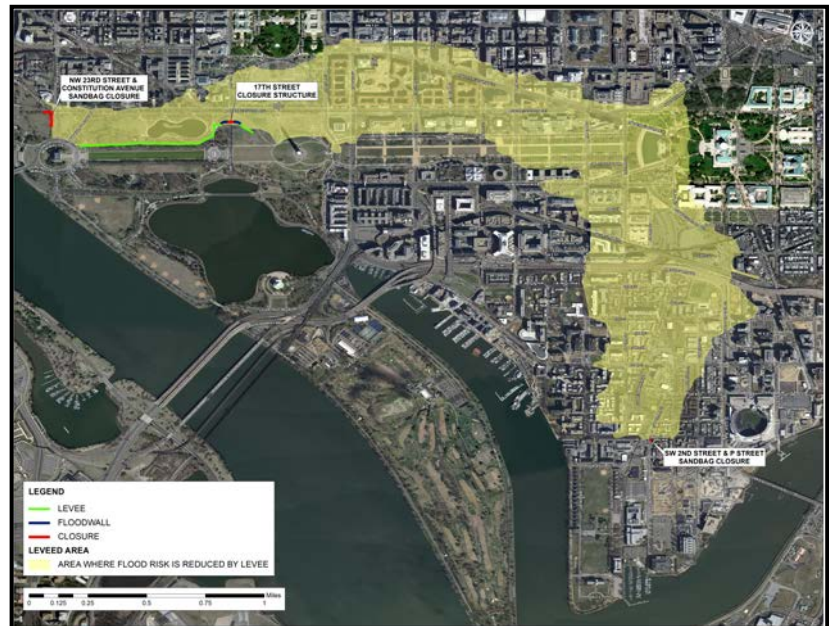 NW 23RD STREET &
CONSTITUTION AVENUE
SANDBAG CLOSURE
17TH STREET
CLOSURE STRUCTURE
SW 2ND STREET & P STREET
SANDBAG CLOSURE
LEGEND
LEVEE
FLOODWALL
CLOSURE
LEVEED AREA
AREA WHERE FLOOD RISK IS REDUCED BY LEVEE
Miles
0 0.125 0.25 0.5 0.75 1